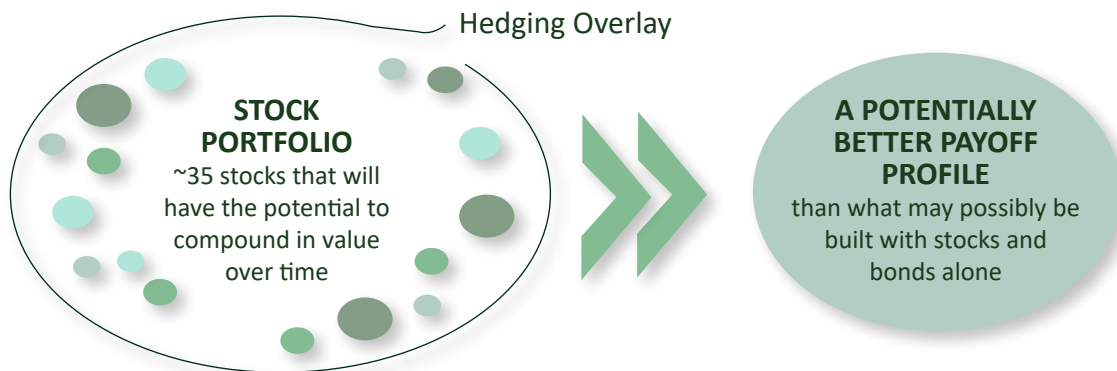 Hedging Overlay
STOCK
PORTFOLIO
~35 stocks that will
have the potential to
compound in value
over time
A POTENTIALLY
BETTER PAYOFF
PROFILE
than what may possibly be
built with stocks and
bonds alone